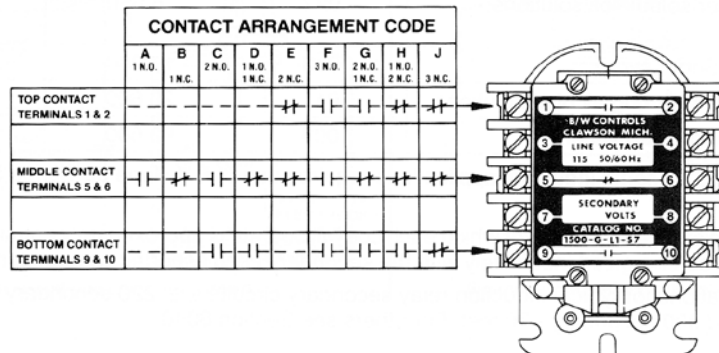 CONTACT ARRANGEMENT CODE
A B C D E F G H J
1 N.O. 2 N.O. 1 N.O. 3 N.O. 2 N.O. 1 N.O.
1 N.C. 1 N.C. 2 N.C. 1 N.C. 2 N.C. 3 N.C.
TOP CONTACT
TERMINALS 1 & 2
MIDDLE CONTACT
TERMINALS 5 & 6
BOTTOM CONTACT
TERMINALS 9 & 10
1 2
B/W CONTROLS
CLAWSON MICH.
3 LINE VOLTAGE 4
115 50/60Hz
5 6
SECONDARY
7 VOLTS 8
CATALOG NO.
1500-G-L1-S7
9 10